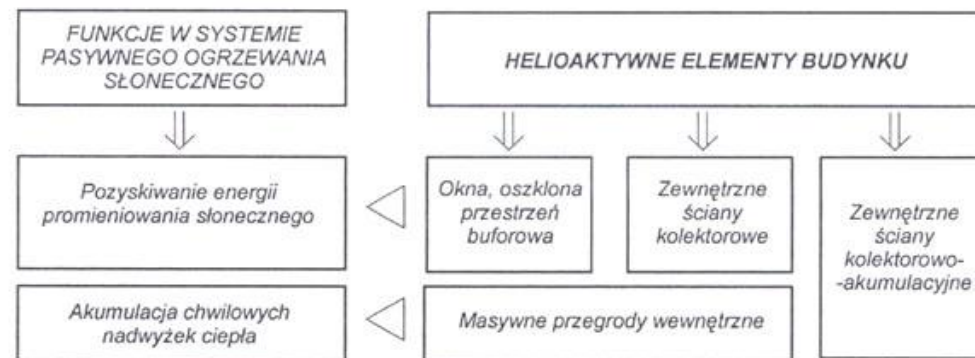 FUNKCJE W SYSTEMIE
PASYWNEGO OGRZEWANIA
SŁONECZNEGO
HELIOAKTYWNE ELEMENTY BUDYNKU
Pozyskiwanie energii
promieniowania słonecznego
Okna, oszklona
przestrzeń
buforowa
Zewnętrzne
ściany
kolektorowe
Zewnętrzne
ściany
kolektorowo-
-akumulacyjne
Akumulacja chwilowych
nadwyżek ciepła
Masywne przegrody wewnętrzne